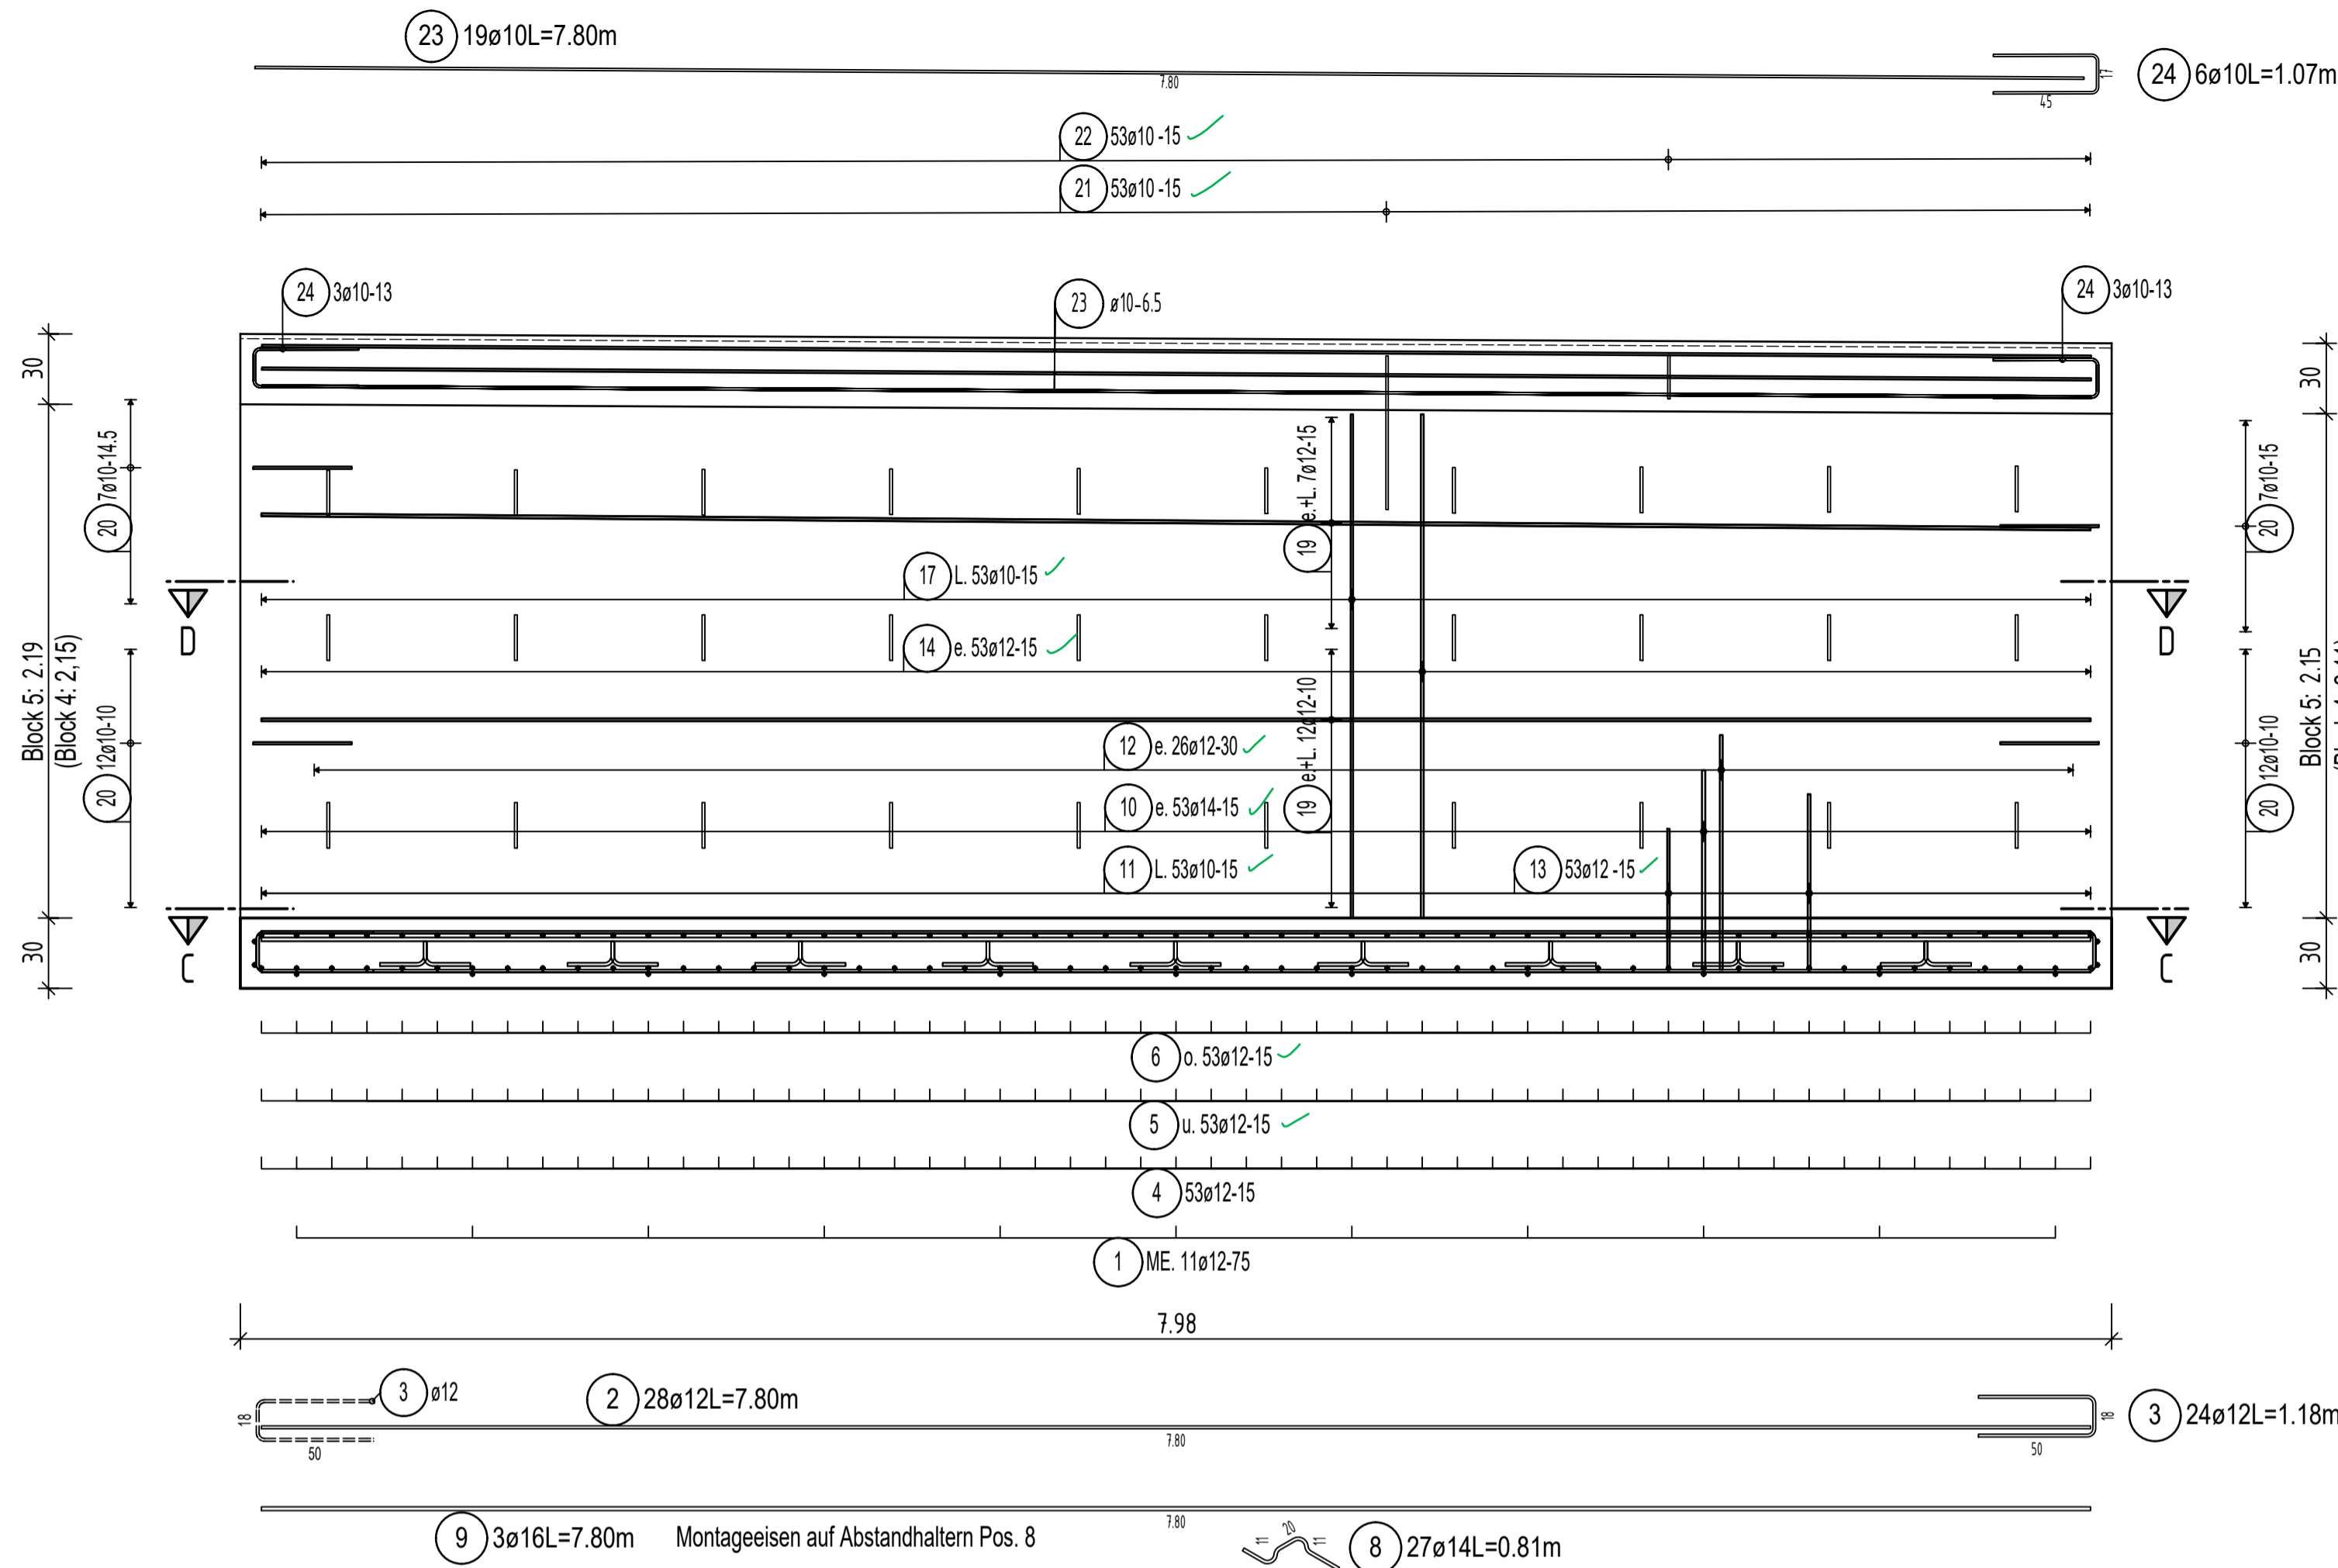 23 19ø10L=7.80m
7.80
17
45
24 6ø10L=1.07m
22 53ø10 -15
21 53ø10 -15
24 3ø10-13
23 ø10-6.5
24 3ø10-13
30
30
20 7ø10-14.5
19 e.+L. 7ø12-15
20 7ø10-15
17 L. 53ø10-15
D
D
14 e. 53ø12-15
Block 5: 2.19
(Block 4: 2,15)
Block 5: 2.15
20 12ø10-10
19 e.+L. 12ø12-10
20 12ø10-10
12 e. 26ø12-30
10 e. 53ø14-15
11 L. 53ø10-15
13 53ø12 -15
30
C
C
30
6 o. 53ø12-15
5 u. 53ø12-15
4 53ø12-15
1 ME. 11ø12-75
7.98
3 ø12
2 28ø12L=7.80m
18
50
7.80
18
50
3 24ø12L=1.18m
7.80
9 3ø16L=7.80m Montageeisen auf Abstandhaltern Pos. 8
11
20
11
8 27ø14L=0.81m